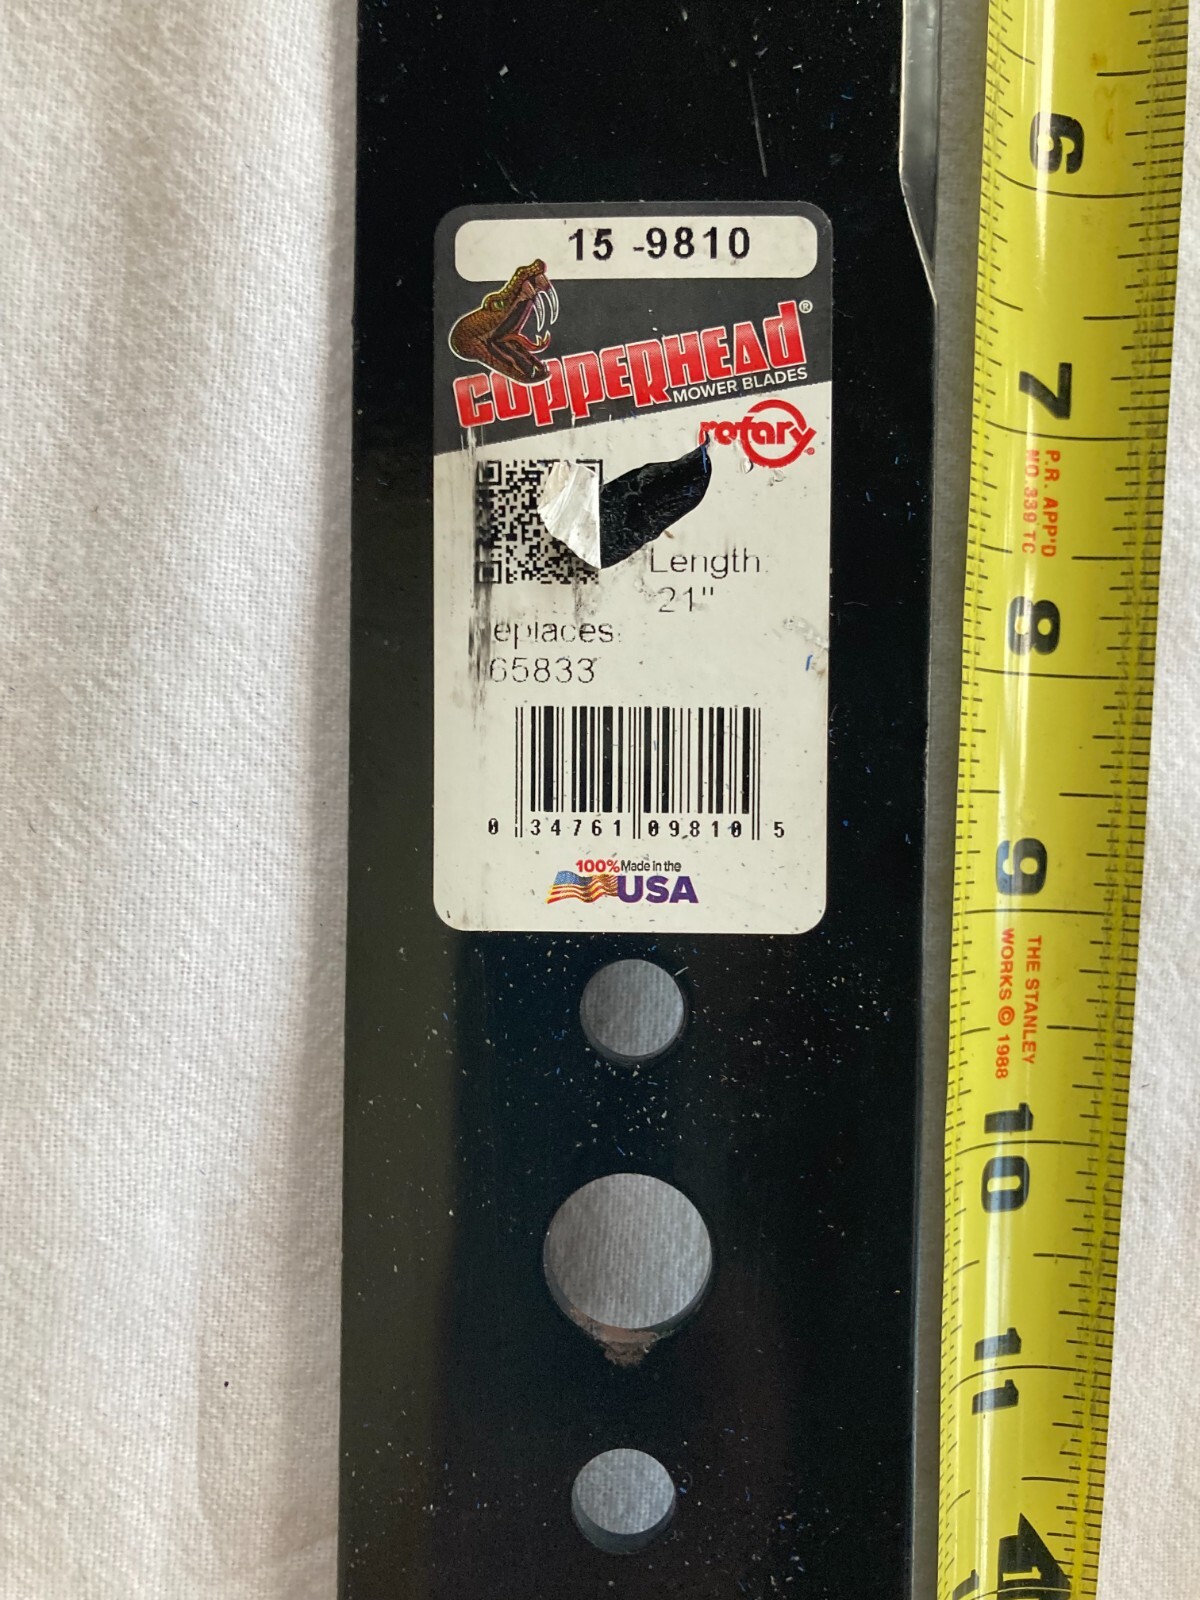 15 -9810
COPPERHEAD®
MOWER BLADES
rotary®
Length:
21"
eplaces:
65833
0 34761 09810 5
100% Made in the
USA
6
7
P.R. APP'D
NO 339 TC
8
9
THE STANLEY
WORKS © 1988
10
11